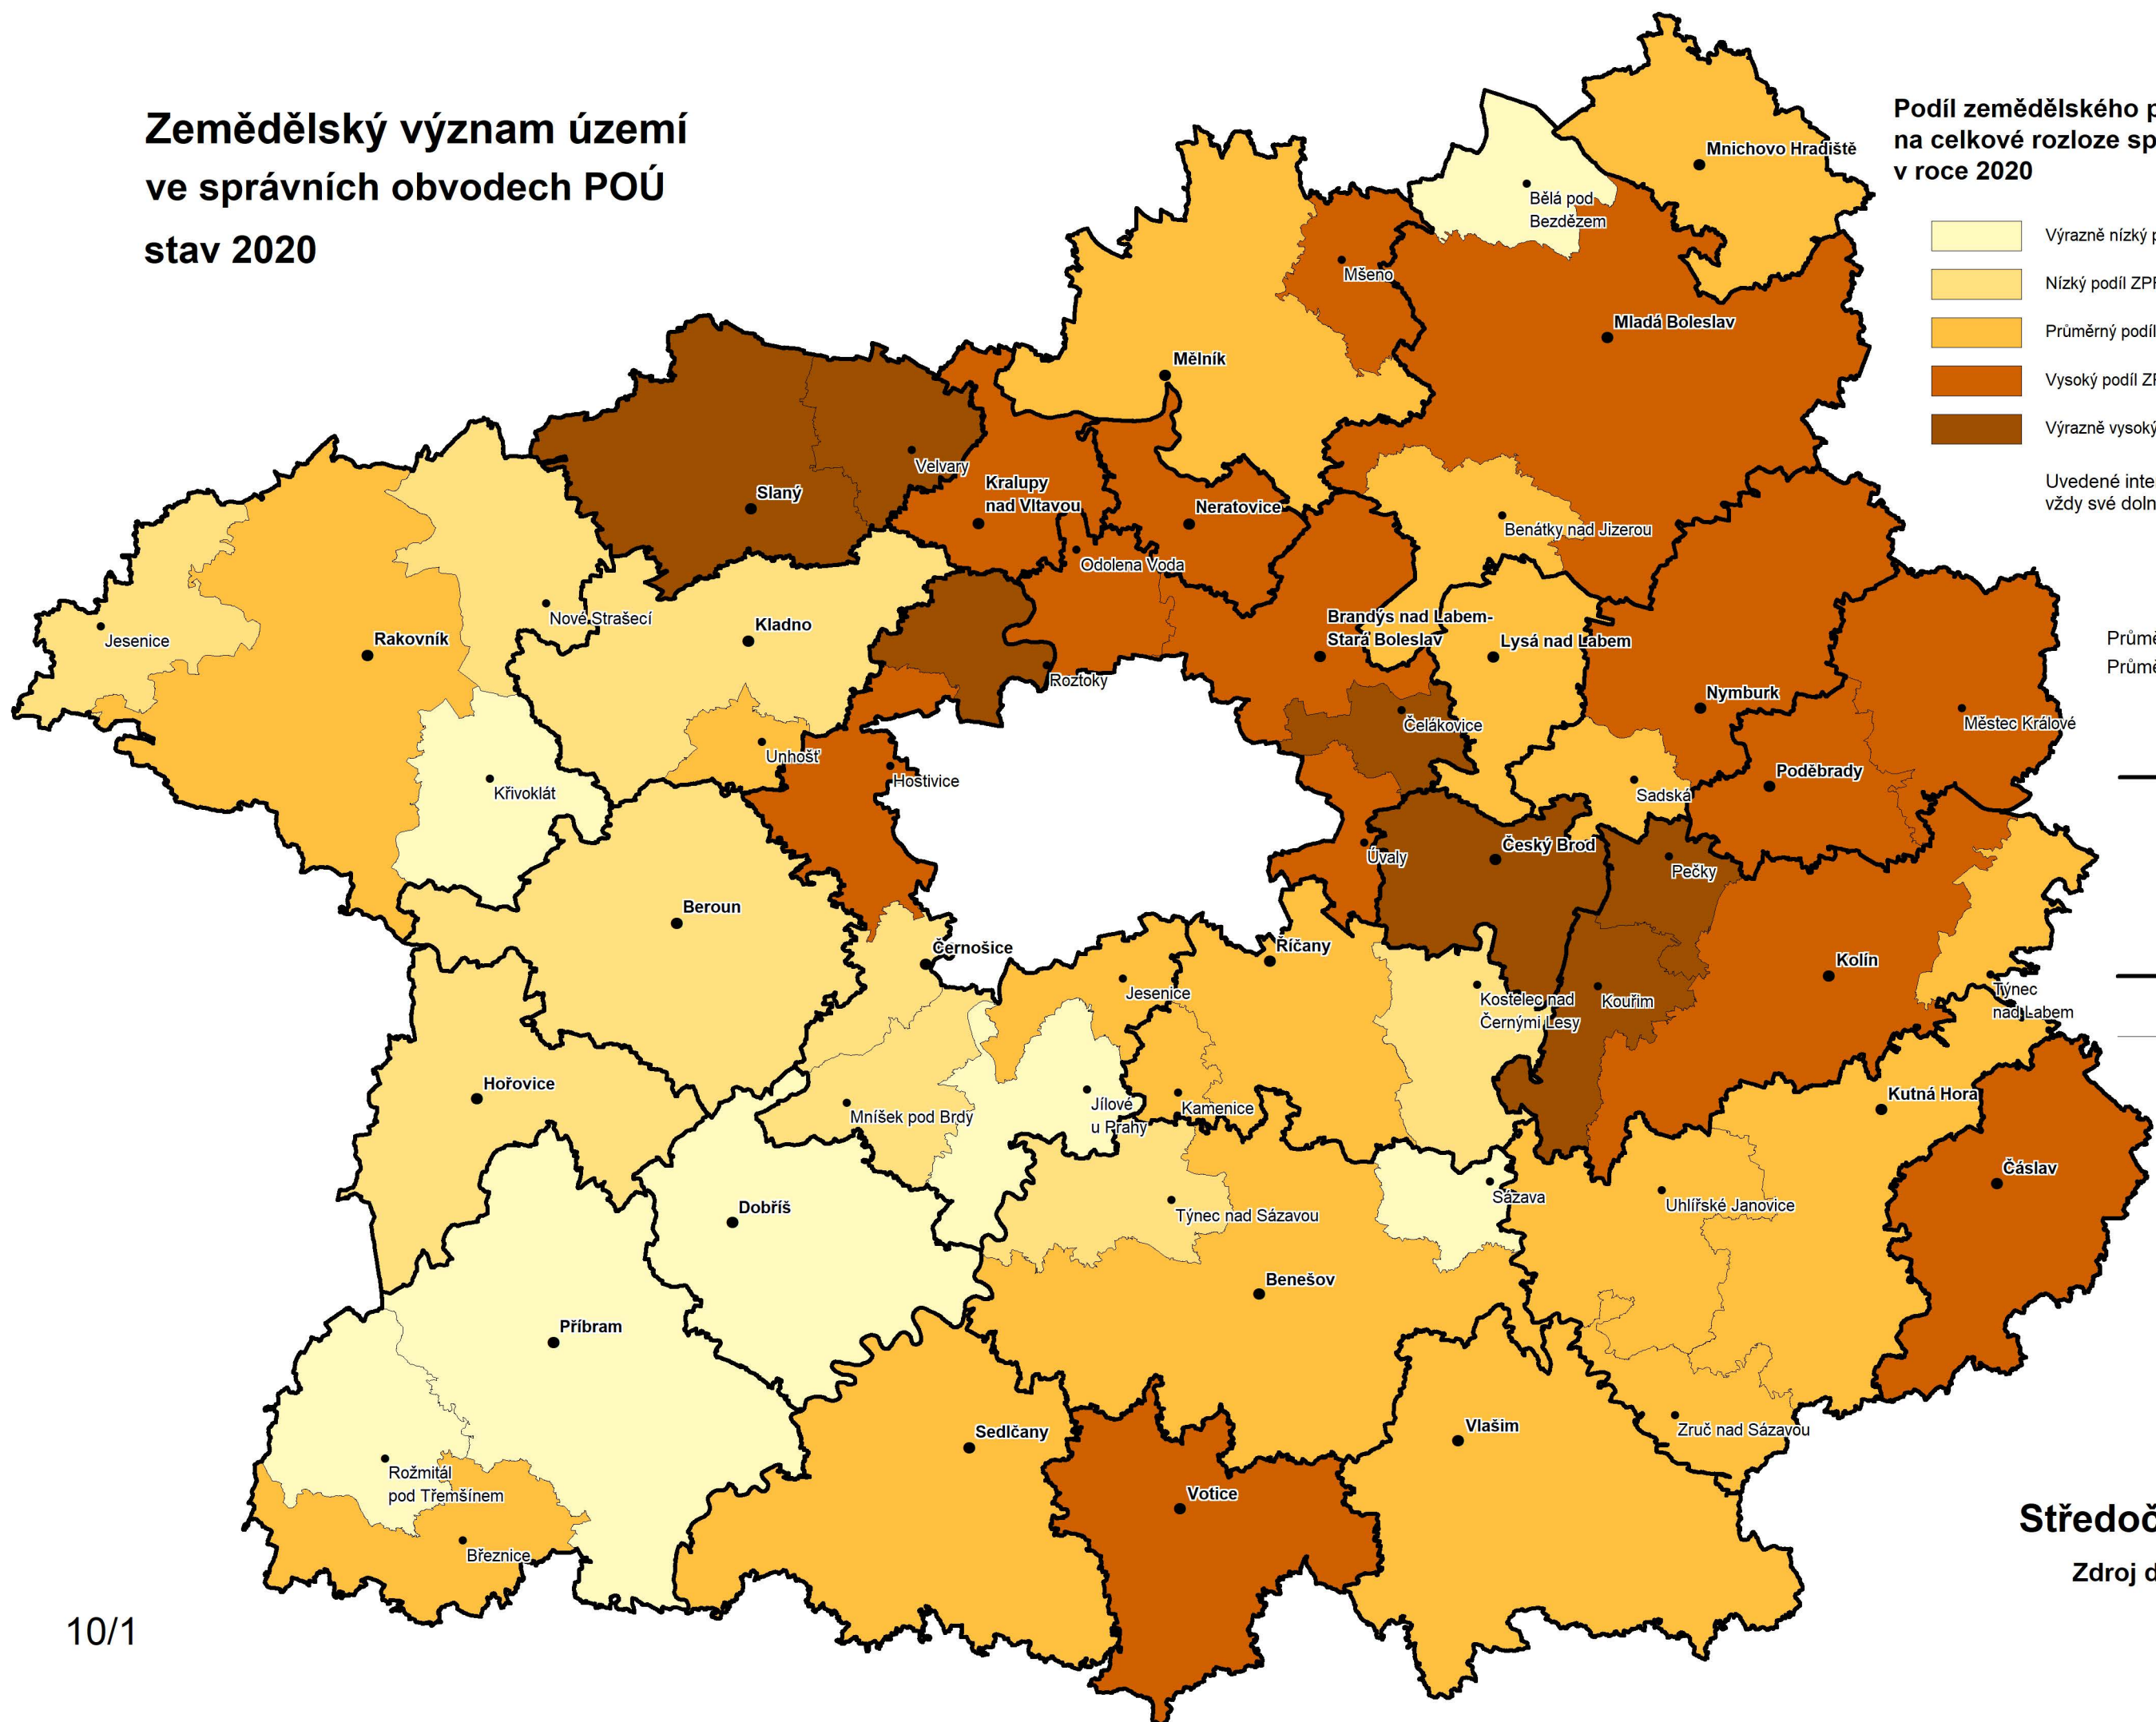 Zemědělský význam území
ve správních obvodech POÚ
stav 2020
Podíl zemědělského p
na celkové rozloze sp
v roce 2020
Výrazně nízký p
Nízký podíl ZPF
Průměrný podíl
Vysoký podíl ZP
Výrazně vysoký
Uvedené inte
vždy své doln
Mnichovo Hradiště
Bělá pod
Bezdězem
Mšeno
Mladá Boleslav
Mělník
Velvary
Slaný
Kralupy
nad Vltavou
Neratovice
Benátky nad Jizerou
Odolena Voda
Nové Strašecí
Kladno
Brandýs nad Labem-
Stará Boleslav
Lysá nad Labem
Jesenice
Rakovník
Průmě
Průmě
Roztoky
Nymburk
Městec Králové
Čelákovice
Unhošť
Hostivice
Poděbrady
Křivoklát
Sadská
Úvaly
Český Brod
Pečky
Beroun
Černošice
Říčany
Kolín
Jesenice
Kostelec nad
Černými Lesy
Kouřim
Týnec
nad Labem
Hořovice
Mníšek pod Brdy
Jílové
u Prahy
Kamenice
Kutná Hora
Čáslav
Dobříš
Týnec nad Sázavou
Sázava
Uhlířské Janovice
Benešov
Příbram
Sedlčany
Vlašim
Zruč nad Sázavou
Rožmitál
pod Třemšínem
Votice
Březnice
Středoč
Zdroj d
10/1